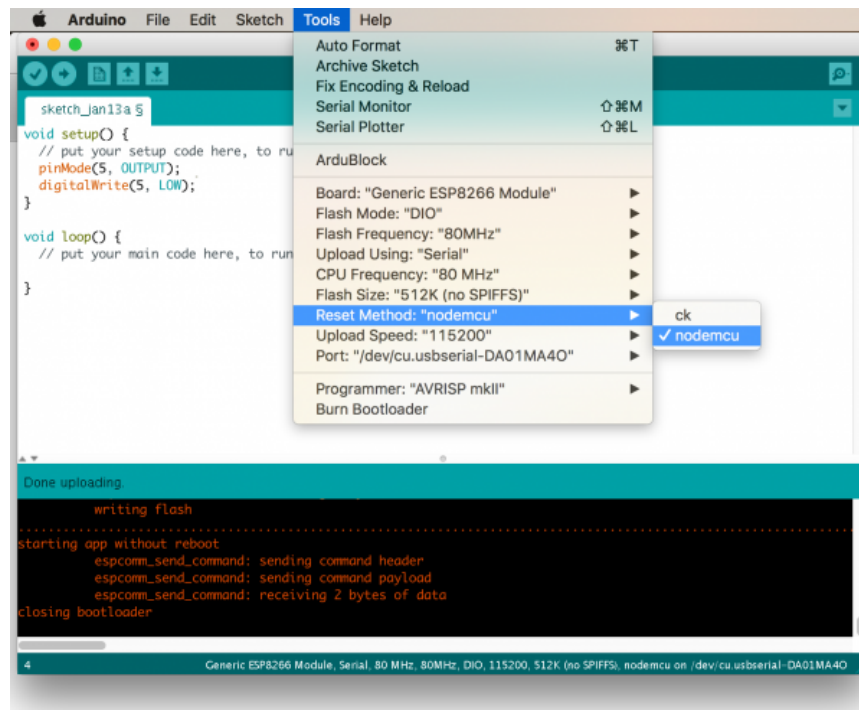 Arduino File Edit Sketch Tools Help
Auto Format ⌘T
Archive Sketch
Fix Encoding & Reload
Serial Monitor ⇧⌘M
Serial Plotter ⇧⌘L
ArduBlock
Board: "Generic ESP8266 Module"
Flash Mode: "DIO"
Flash Frequency: "80MHz"
Upload Using: "Serial"
CPU Frequency: "80 MHz"
Flash Size: "512K (no SPIFFS)"
Reset Method: "nodemcu"
Upload Speed: "115200"
Port: "/dev/cu.usbserial-DA01MA4O"
Programmer: "AVRISP mkII"
Burn Bootloader
ck
✓ nodemcu
sketch_jan13a §
void setup() {
// put your setup code here, to ru
pinMode(5, OUTPUT);
digitalWrite(5, LOW);
}
void loop() {
// put your main code here, to run
}
Done uploading.
writing flash
................................................................................
starting app without reboot
espcomm_send_command: sending command header
espcomm_send_command: sending command payload
espcomm_send_command: receiving 2 bytes of data
closing bootloader
4 Generic ESP8266 Module, Serial, 80 MHz, 80MHz, DIO, 115200, 512K (no SPIFFS), nodemcu on /dev/cu.usbserial-DA01MA4O